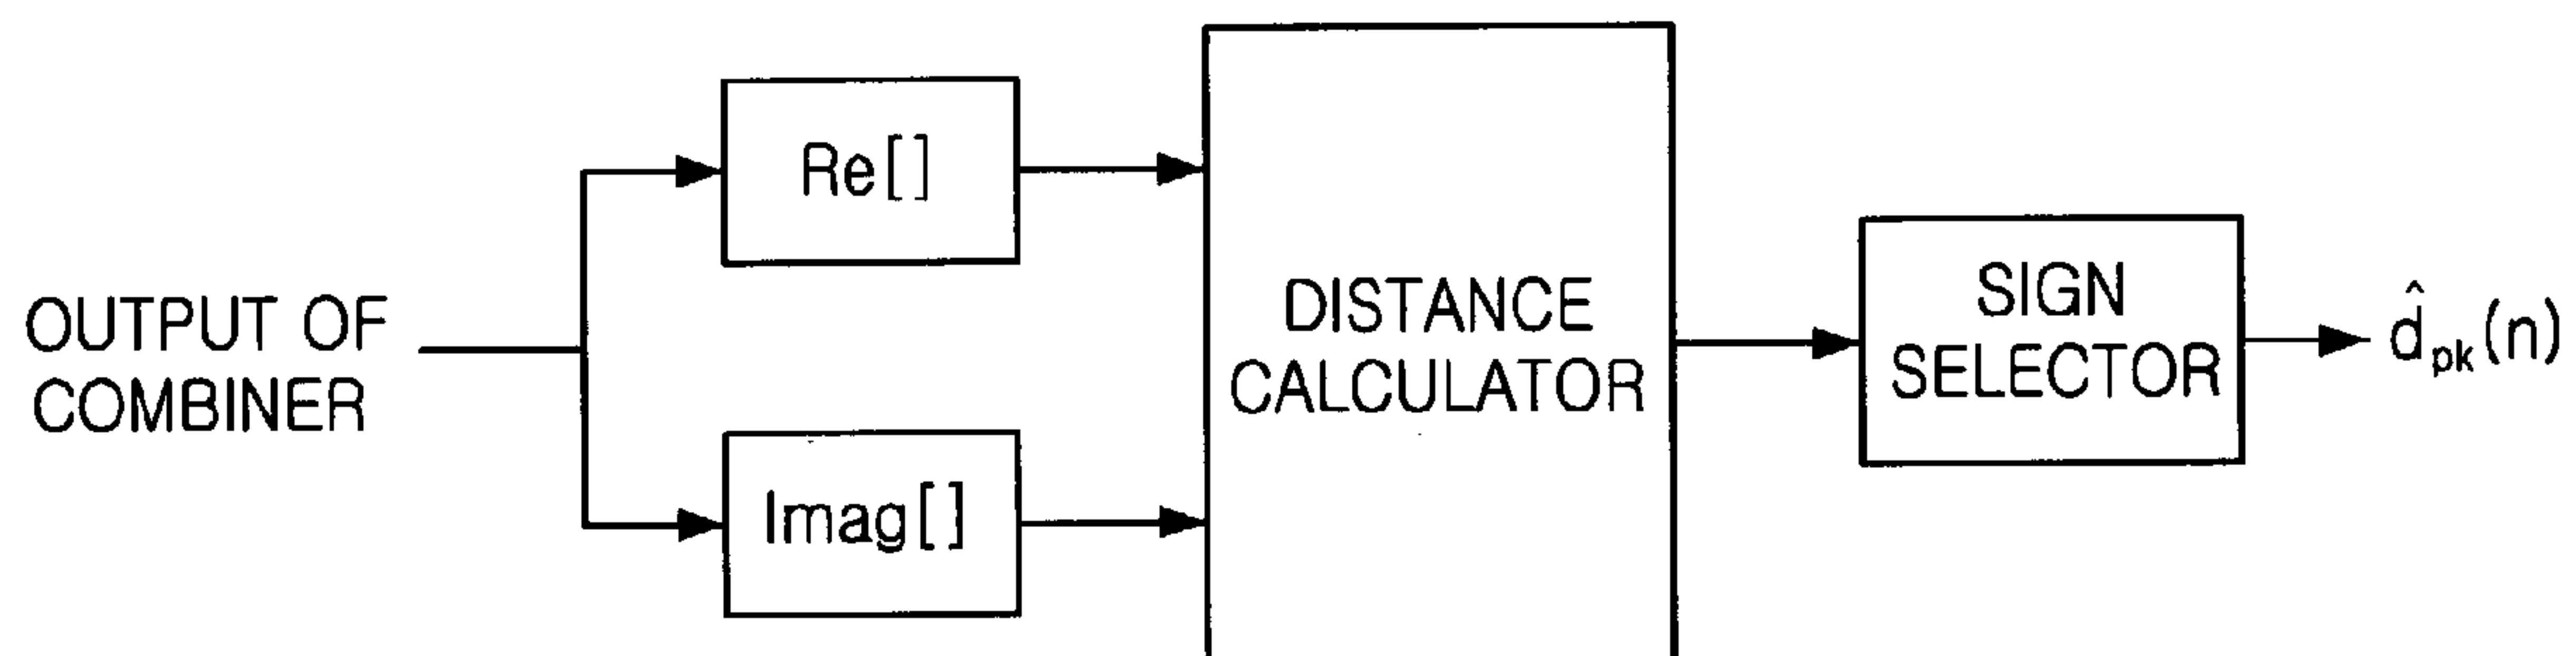 OUTPUT OF
COMBINER
Re[]
Imag[]
DISTANCE
CALCULATOR
SIGN
SELECTOR
d̂pk(n)